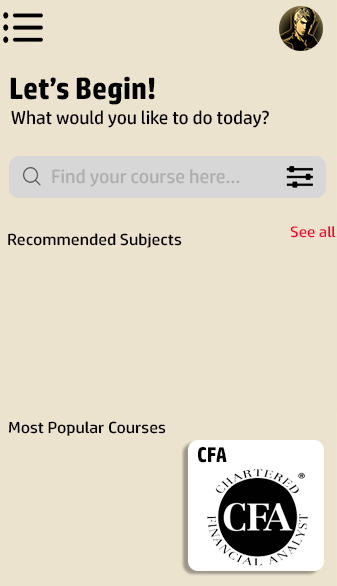 Let's Begin!
What would you like to do today?
Find your course here...
Recommended Subjects
See all
Most Popular Courses
CFA
CHARTERED ®
CFA
FINANCIAL ANALYST